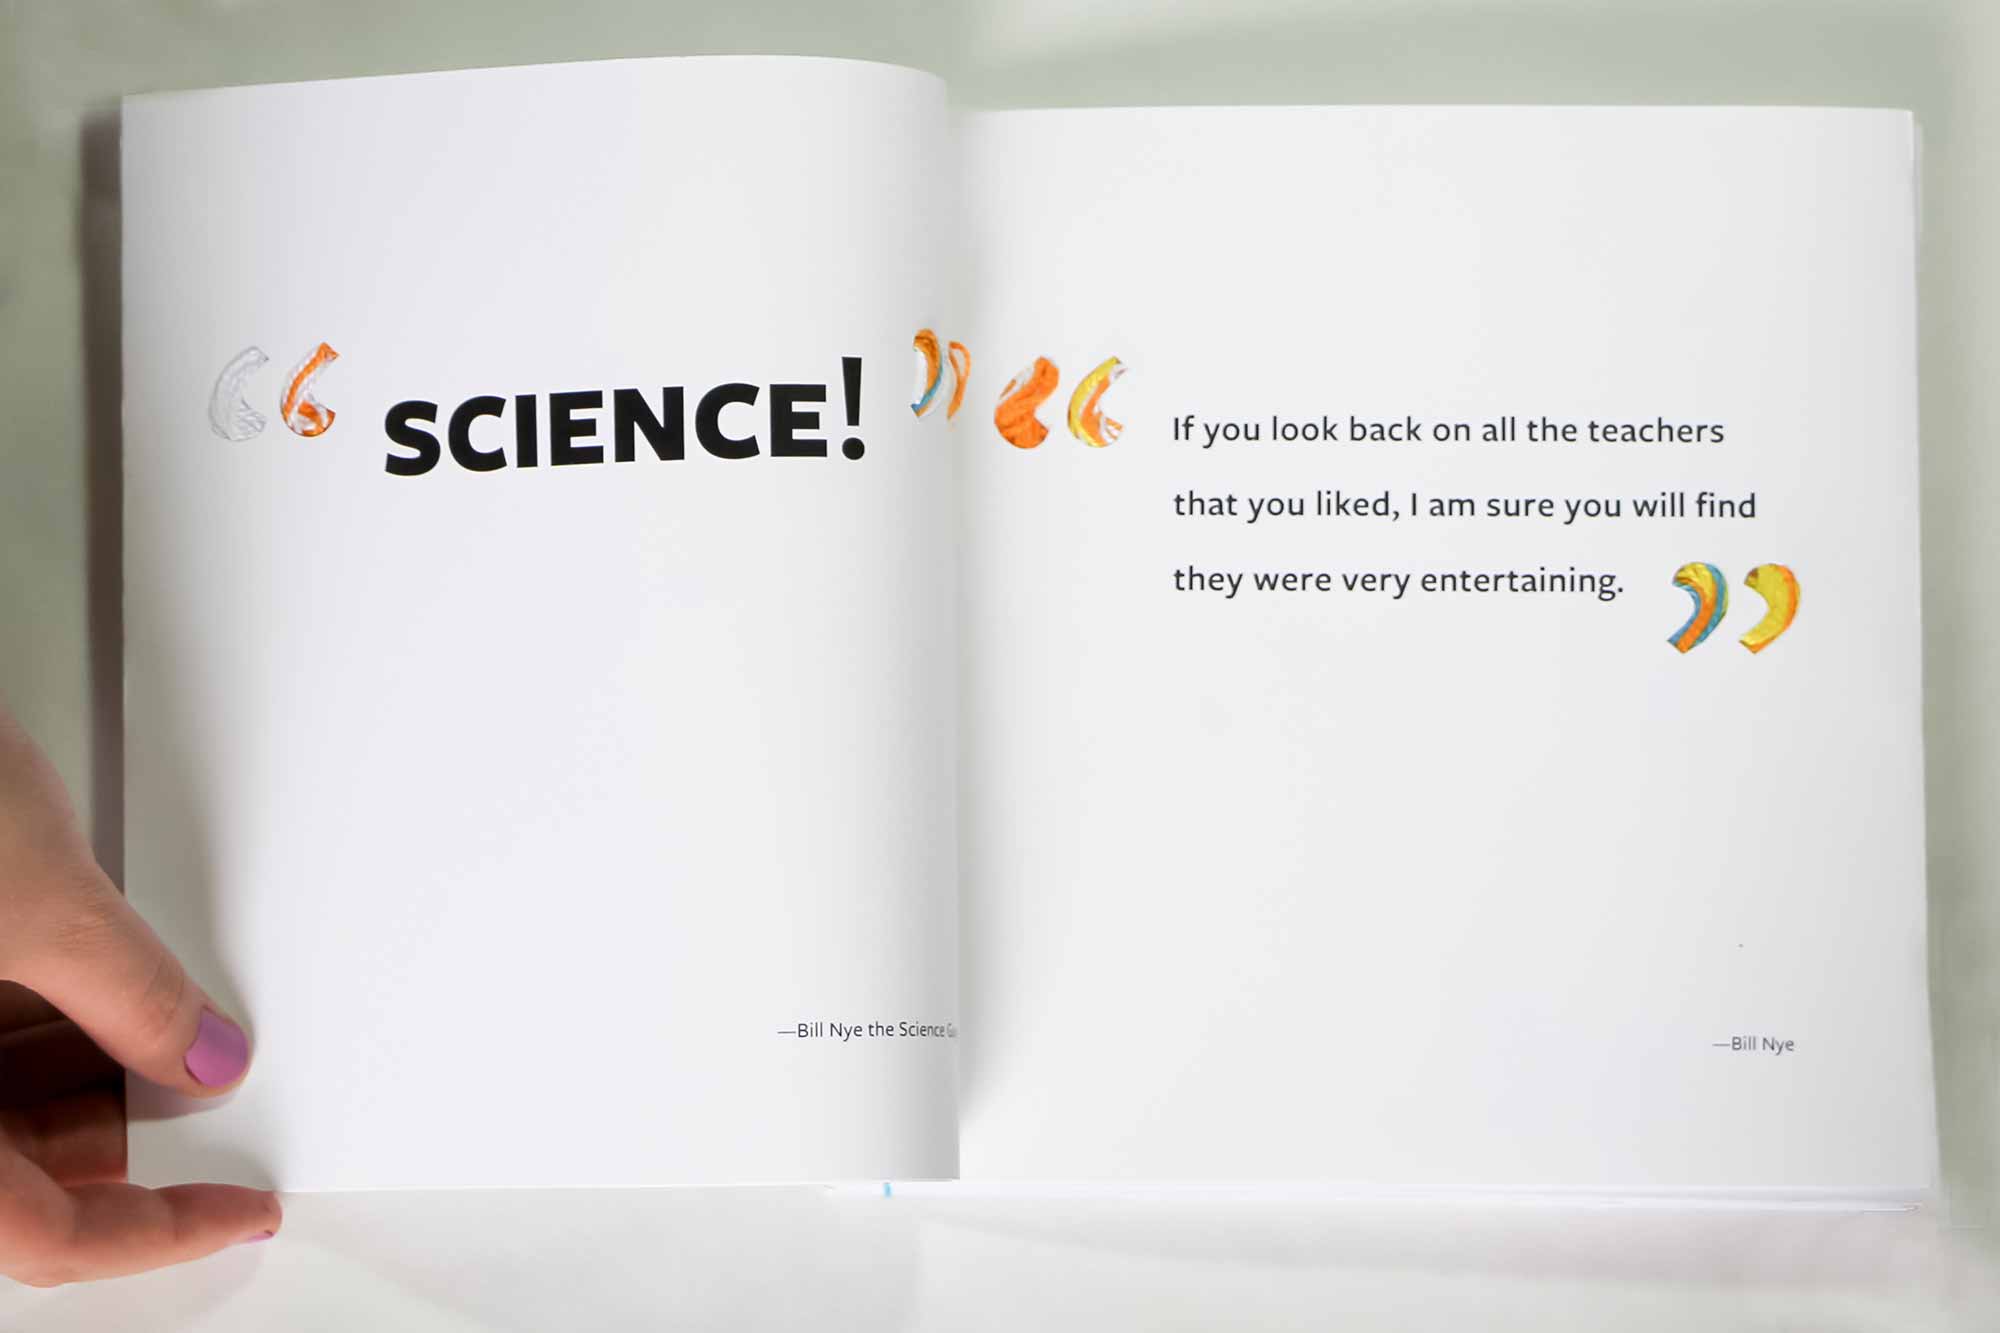 “SCIENCE!”
—Bill Nye the Science
“If you look back on all the teachers
that you liked, I am sure you will find
they were very entertaining.”
—Bill Nye